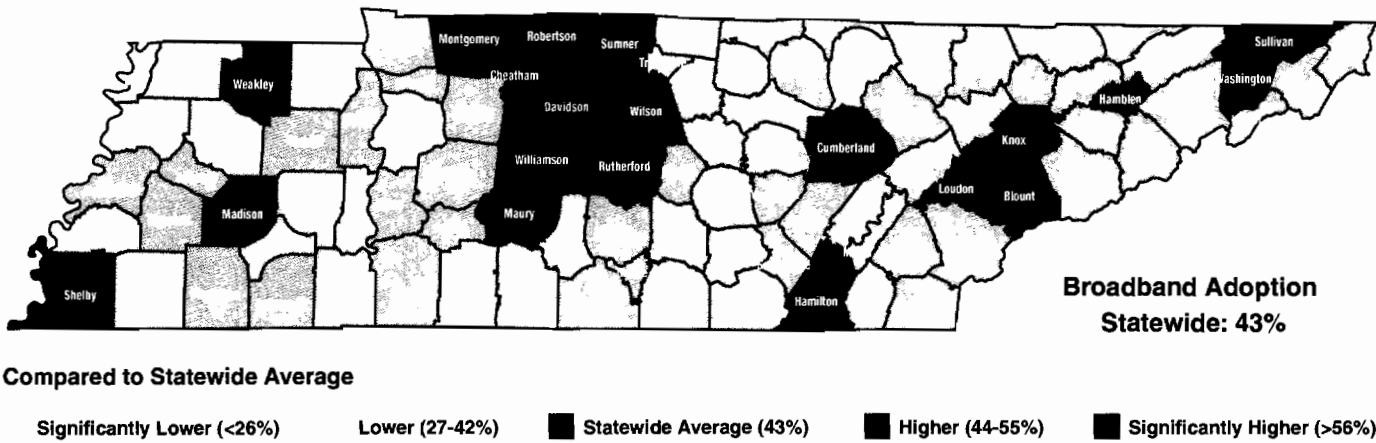 Montgomery
Robertson
Sumner
Tr
Sullivan
Weakley
Cheatham
Washington
Hamblen
Davidson
Wilson
Knox
Cumberland
Williamson
Rutherford
Loudon
Blount
Madison
Maury
Shelby
Hamilton
Broadband Adoption
Statewide: 43%
Compared to Statewide Average
Significantly Lower (<26%)
Lower (27-42%)
Statewide Average (43%)
Higher (44-55%)
Significantly Higher (>56%)